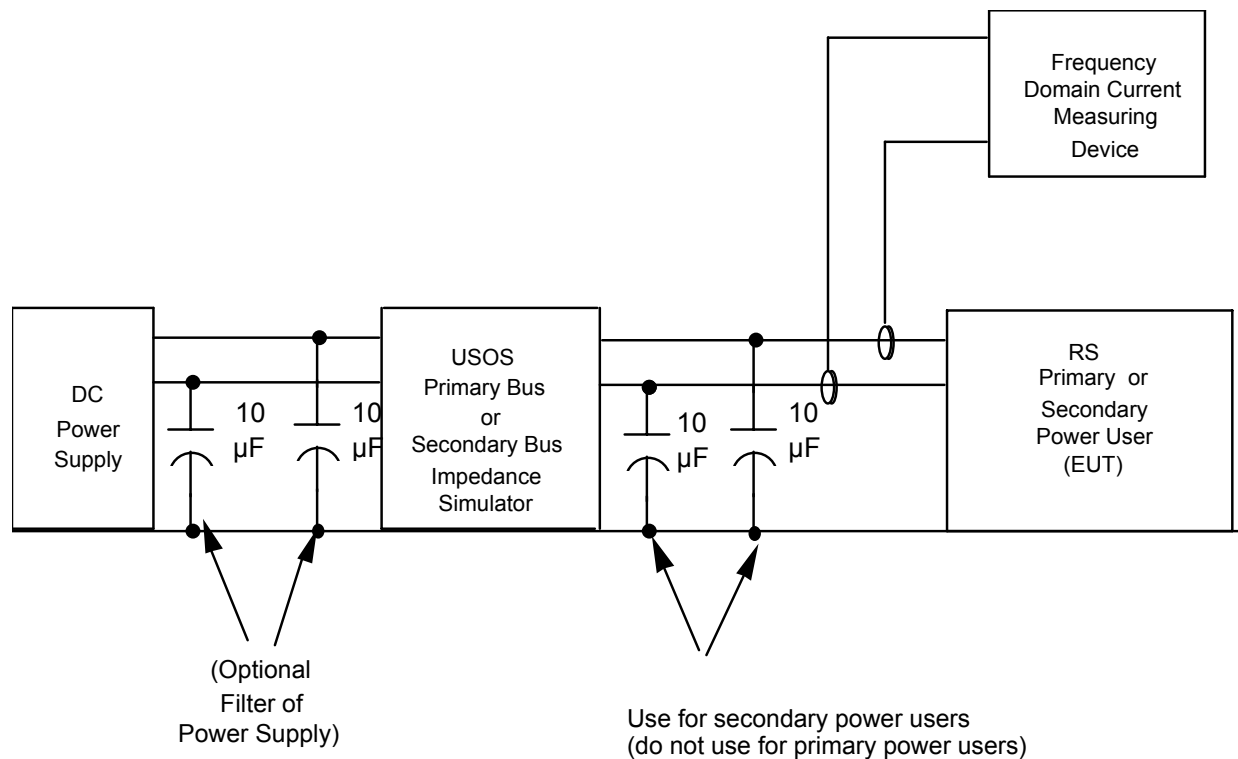 Frequency
Domain Current
Measuring
Device
DC
Power
Supply
10
µF
10
µF
USOS
Primary Bus
or
Secondary Bus
Impedance
Simulator
10
µF
10
µF
RS
Primary or
Secondary
Power User
(EUT)
(Optional
Filter of
Power Supply)
Use for secondary power users
(do not use for primary power users)